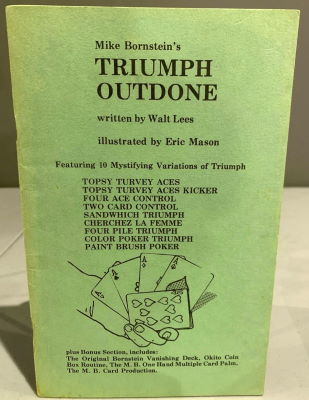 Mike Bornstein's
TRIUMPH
OUTDONE
written by Walt Lees
illustrated by Eric Mason
Featuring 10 Mystifying Variations of Triumph
TOPSY TURVEY ACES
TOPSY TURVEY ACES KICKER
FOUR ACE CONTROL
TWO CARD CONTROL
SANDWHICH TRIUMPH
CHERCHEZ LA FEMME
FOUR PILE TRIUMPH
COLOR POKER TRIUMPH
PAINT BRUSH POKER
A A A A
plus Bonus Section, includes:
The Original Bornstein Vanishing Deck, Okito Coin
Box Routine, The M. B. One Hand Multiple Card Palm,
The M. B. Card Production.